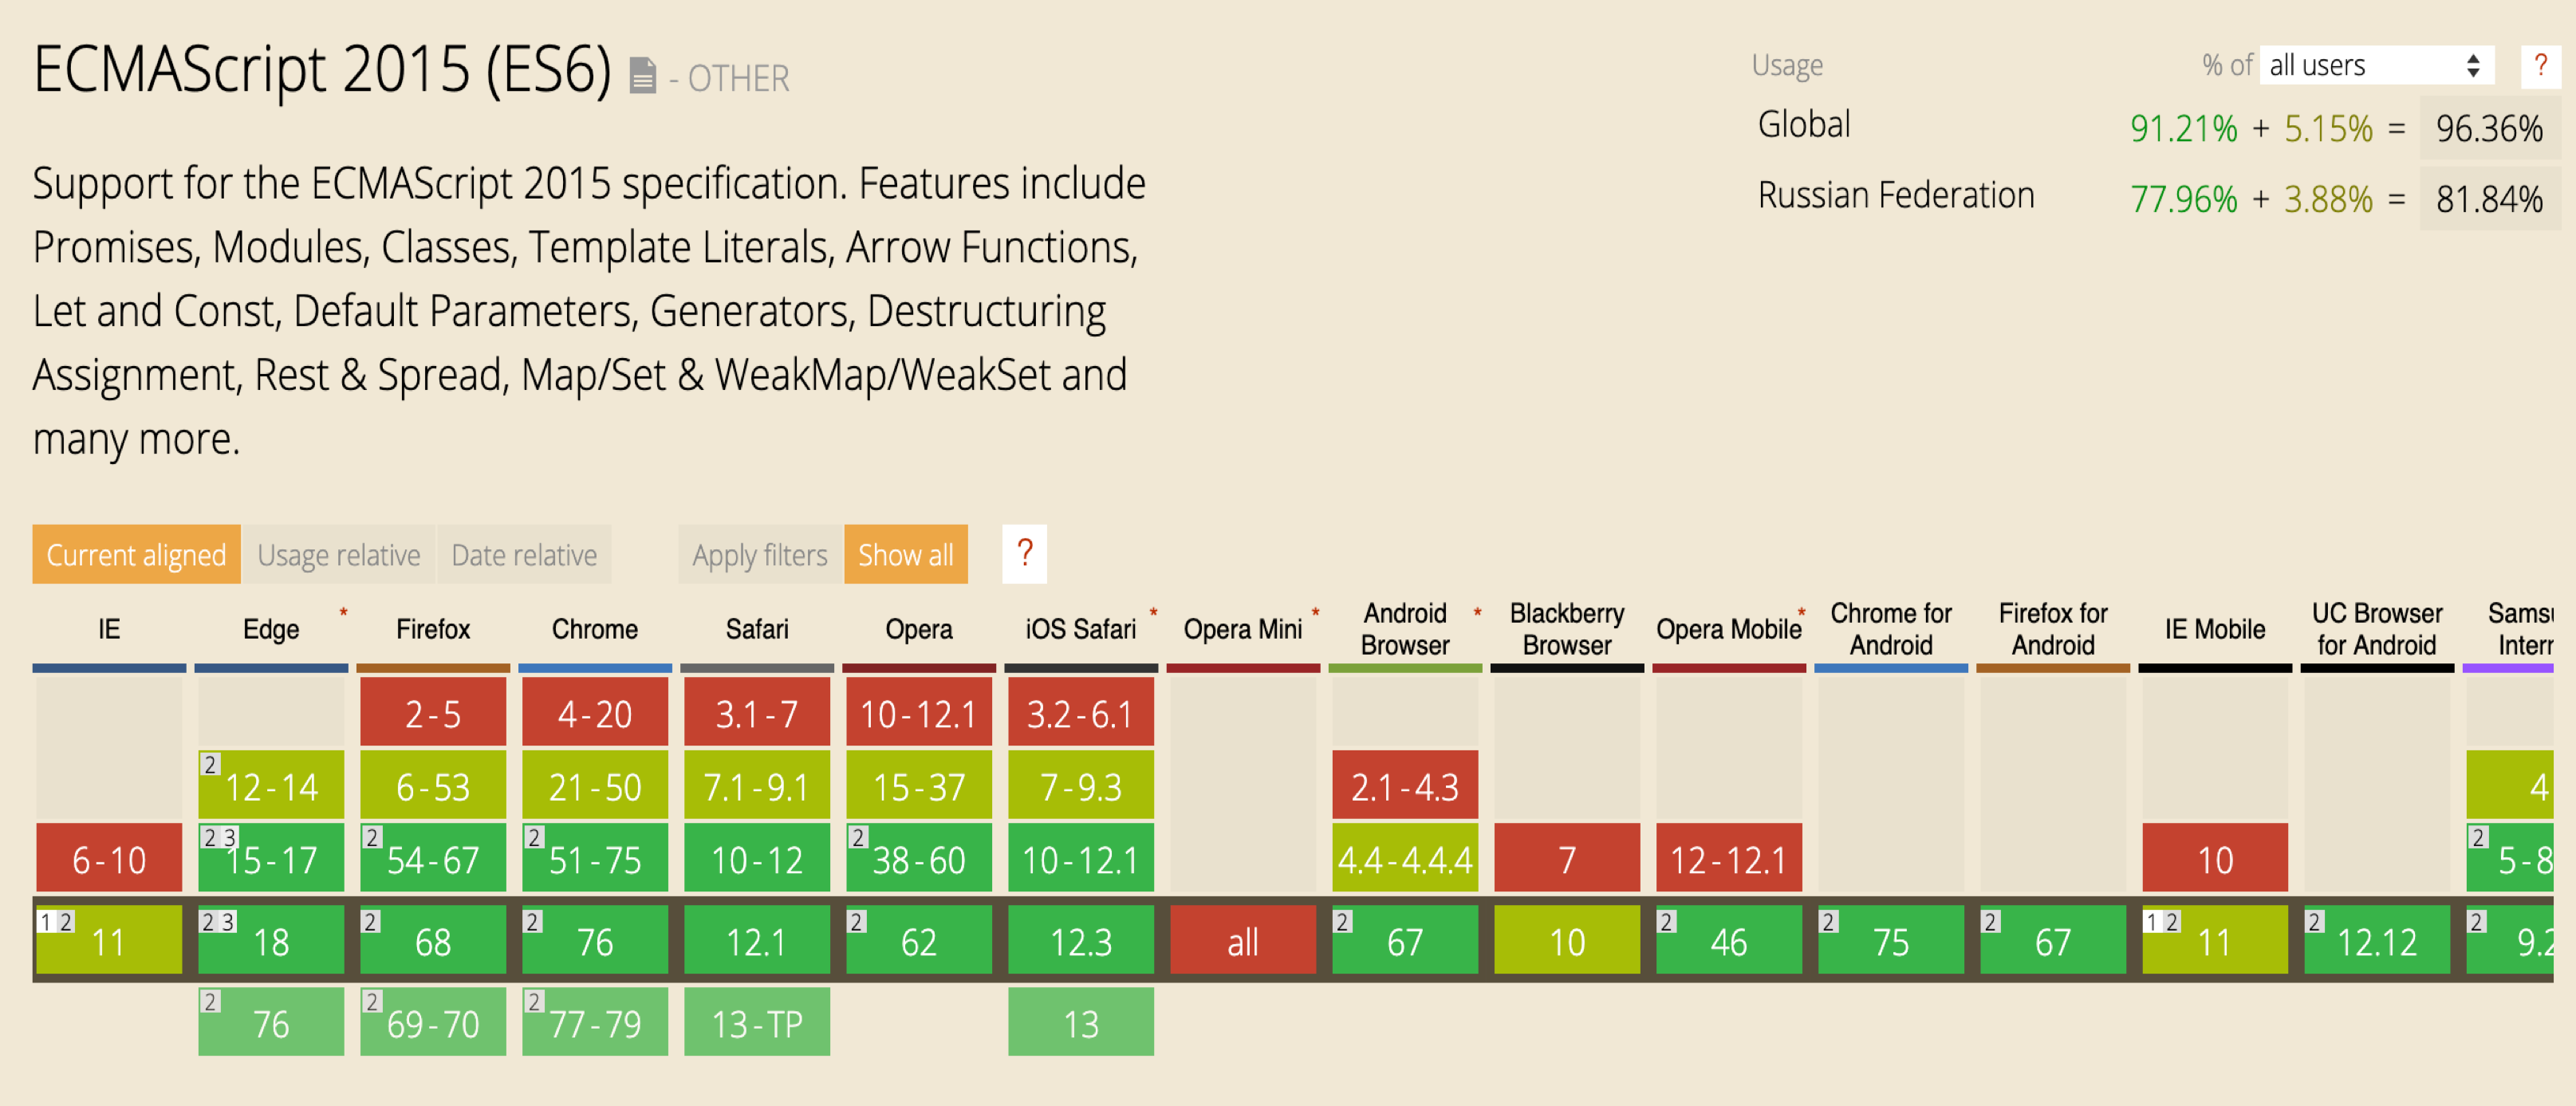 ECMAScript 2015 (ES6) - OTHER
Usage % of all users ?
Global 91.21% + 5.15% = 96.36%
Russian Federation 77.96% + 3.88% = 81.84%
Support for the ECMAScript 2015 specification. Features include
Promises, Modules, Classes, Template Literals, Arrow Functions,
Let and Const, Default Parameters, Generators, Destructuring
Assignment, Rest & Spread, Map/Set & WeakMap/WeakSet and
many more.
Current aligned Usage relative Date relative Apply filters Show all ?
IE Edge * Firefox Chrome Safari Opera iOS Safari * Opera Mini * Android Browser * Blackberry Browser Opera Mobile * Chrome for Android Firefox for Android IE Mobile UC Browser for Android
2-5 4-20 3.1-7 10-12.1 3.2-6.1
2 12-14 6-53 21-50 7.1-9.1 15-37 7-9.3 2.1-4.3 4
6-10 2 3 15-17 2 54-67 2 51-75 10-12 2 38-60 10-12.1 4.4-4.4.4 7 12-12.1 10 2 5-8
1 2 11 2 3 18 2 68 2 76 12.1 2 62 12.3 all 2 67 10 2 46 2 75 2 67 1 2 11 2 12.12 2 9.2
2 76 2 69-70 2 77-79 13-TP 13